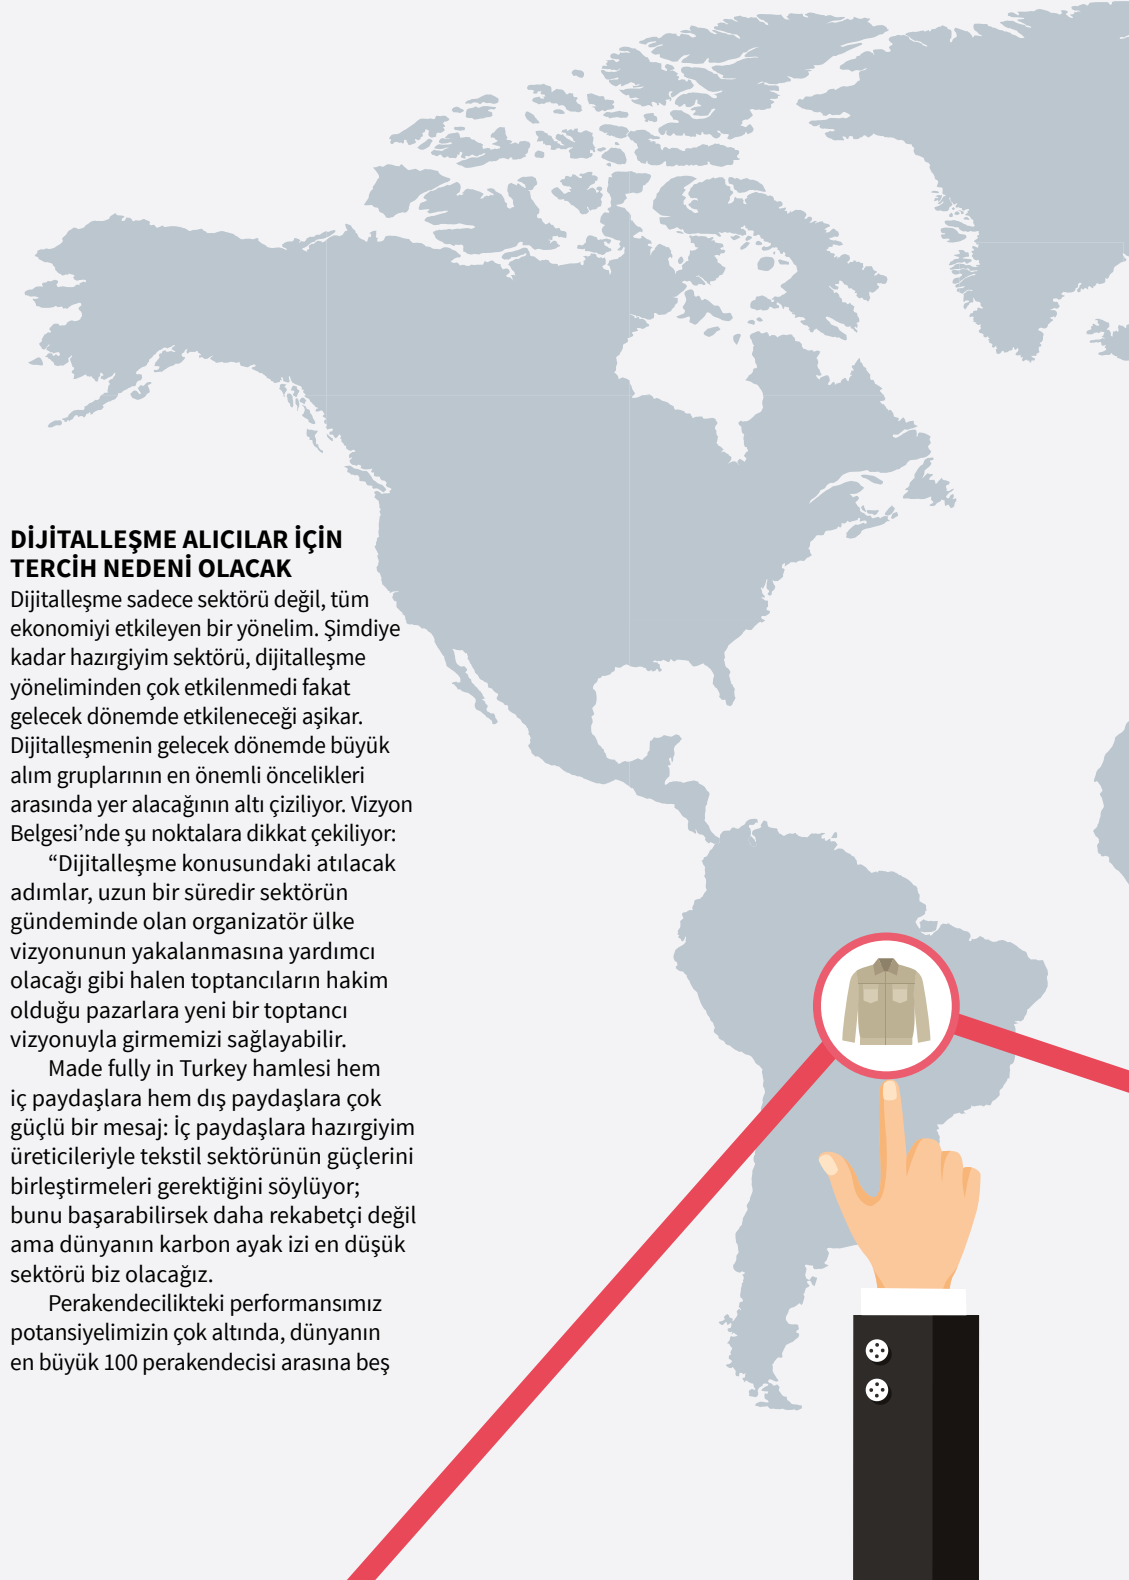 DİJİTALLEŞME ALICILAR İÇİN
TERCİH NEDENİ OLACAK
Dijitalleşme sadece sektörü değil, tüm
ekonomiyi etkileyen bir yönelim. Şimdiye
kadar hazırgiyim sektörü, dijitalleşme
yöneliminden çok etkilenmedi fakat
gelecek dönemde etkileneceği aşikar.
Dijitalleşmenin gelecek dönemde büyük
alım gruplarının en önemli öncelikleri
arasında yer alacağının altı çiziliyor. Vizyon
Belgesi’nde şu noktalara dikkat çekiliyor:
“Dijitalleşme konusundaki atılacak
adımlar, uzun bir süredir sektörün
gündeminde olan organizatör ülke
vizyonunun yakalanmasına yardımcı
olacağı gibi halen toptancıların hakim
olduğu pazarlara yeni bir toptancı
vizyonuyla girmemizi sağlayabilir.
Made fully in Turkey hamlesi hem
iç paydaşlara hem dış paydaşlara çok
güçlü bir mesaj: İç paydaşlara hazırgiyim
üreticileriyle tekstil sektörünün güçlerini
birleştirmeleri gerektiğini söylüyor;
bunu başarabilirsek daha rekabetçi değil
ama dünyanın karbon ayak izi en düşük
sektörü biz olacağız.
Perakendecilikteki performansımız
potansiyelimizin çok altında, dünyanın
en büyük 100 perakendecisi arasına beş